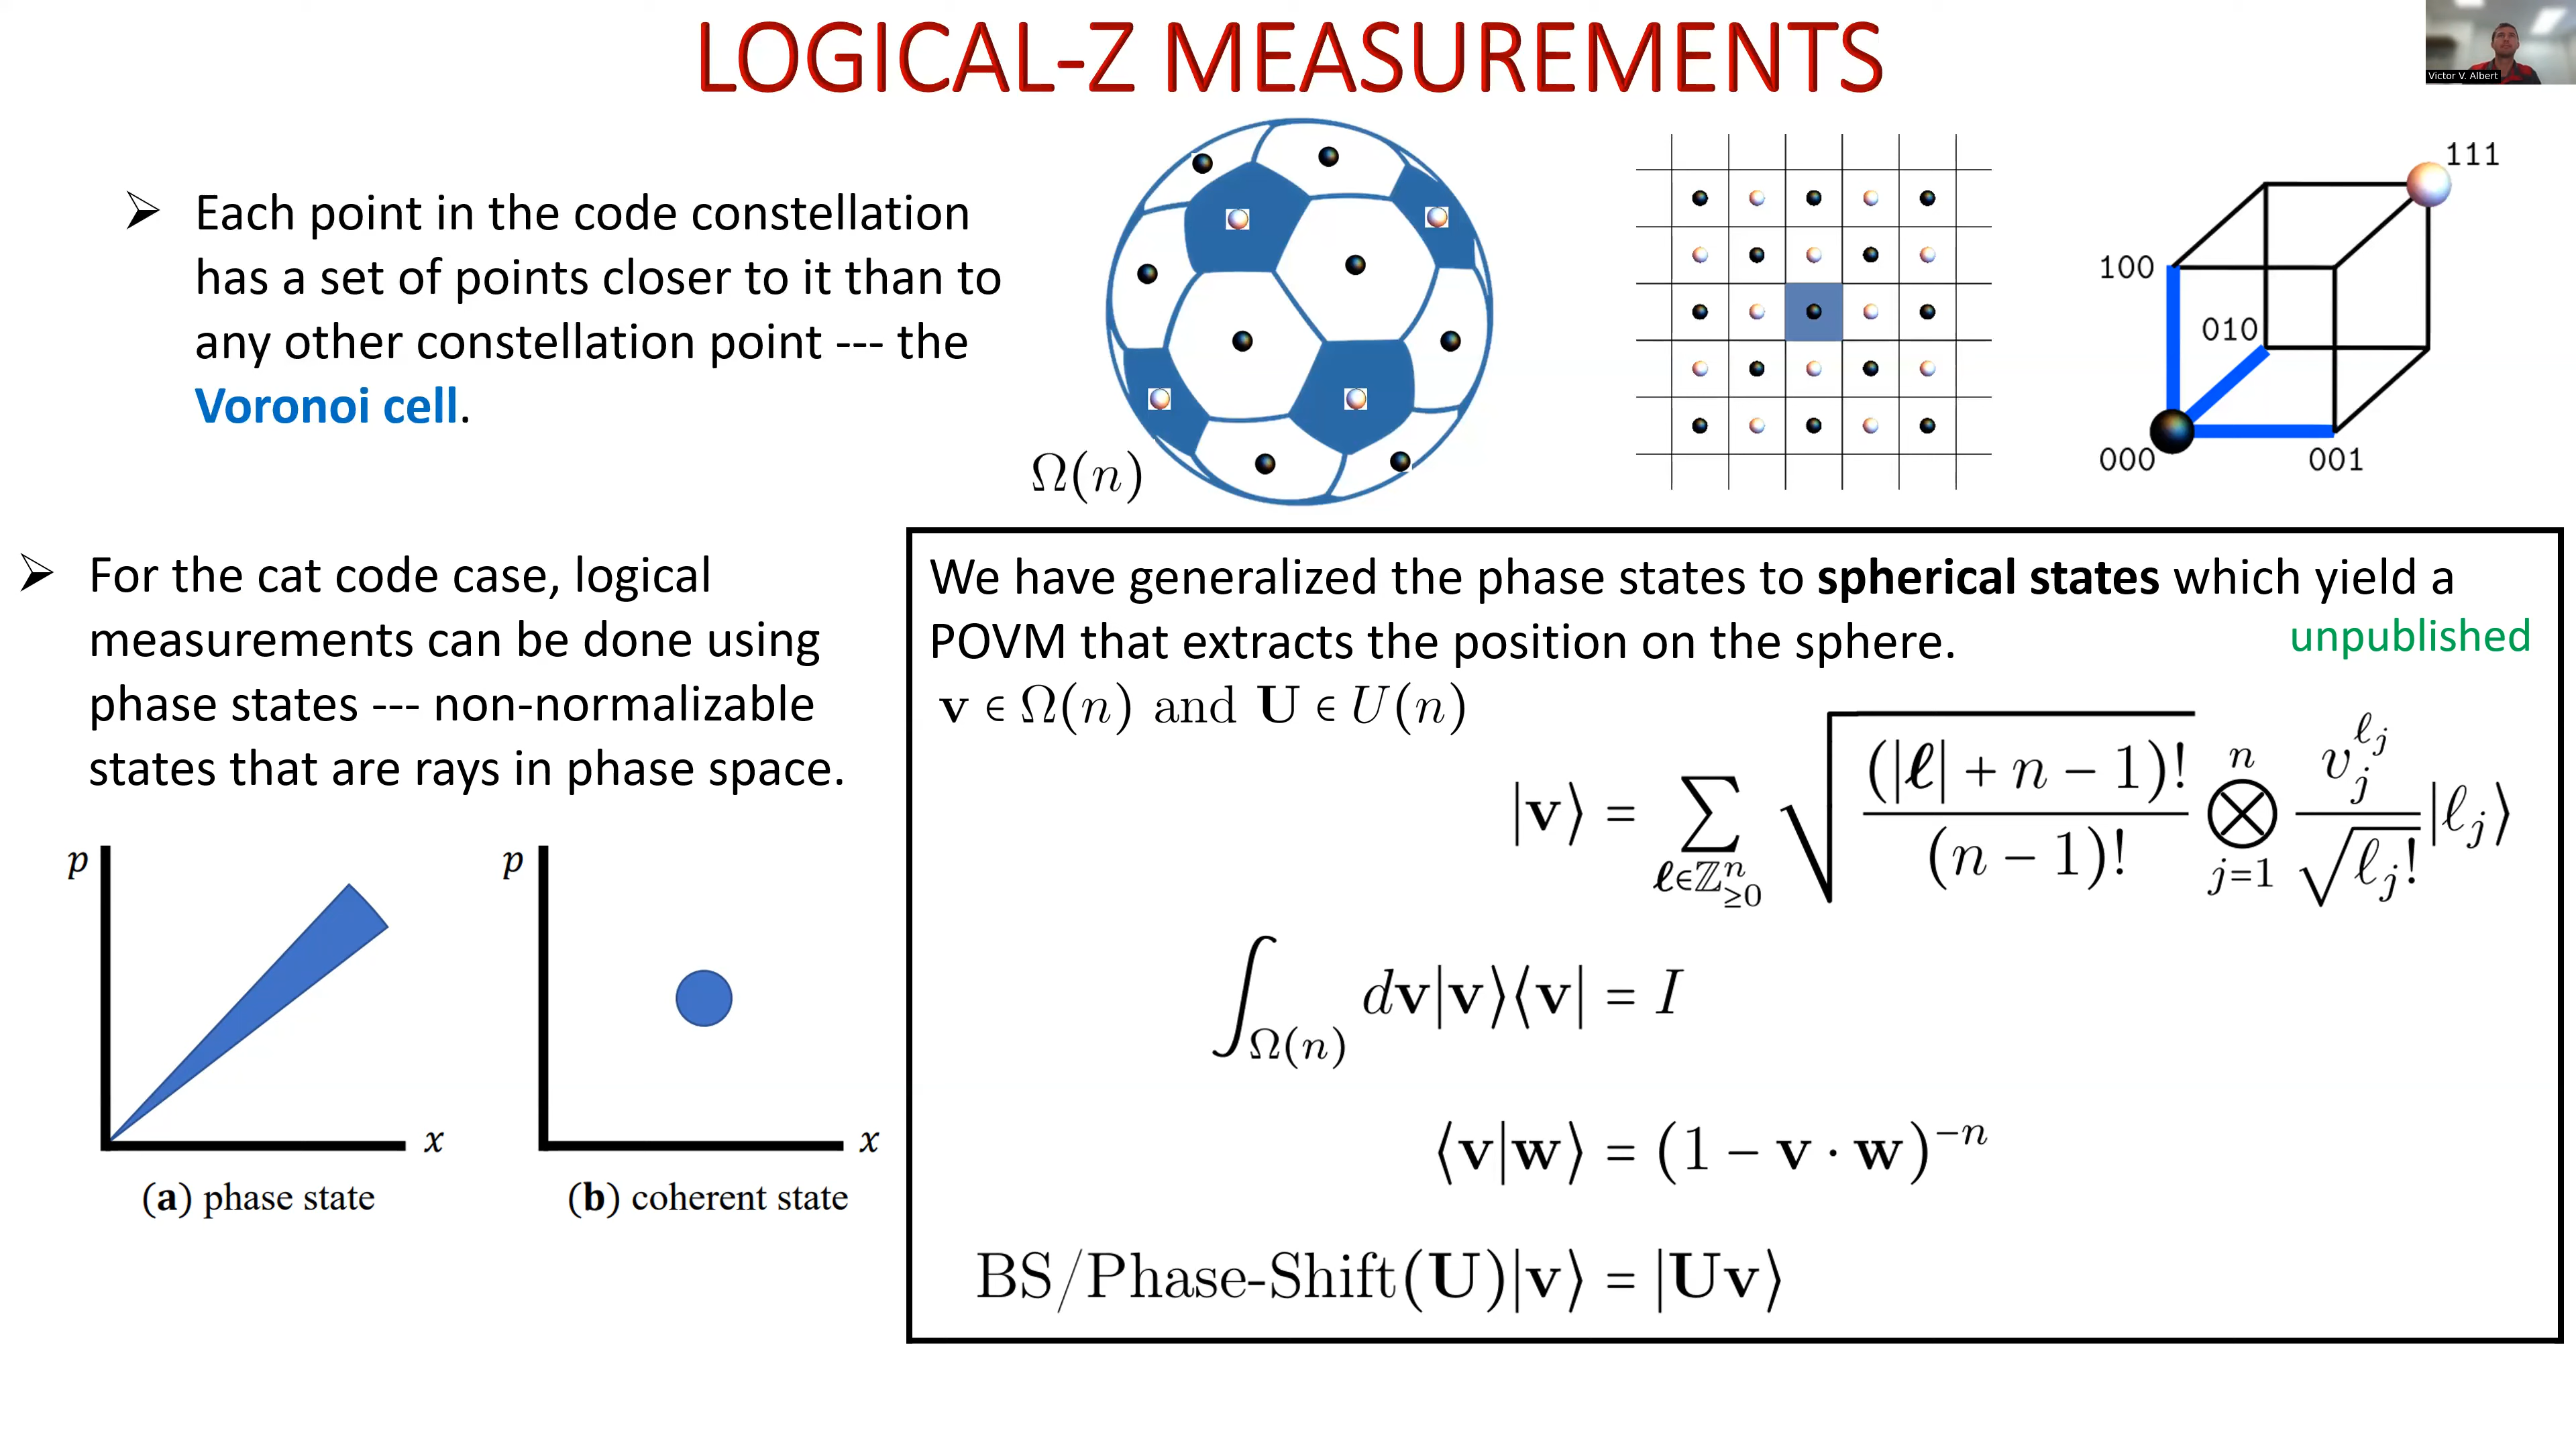 LOGICAL-Z MEASUREMENTS
Victor V. Albert
➢ Each point in the code constellation
has a set of points closer to it than to
any other constellation point --- the
Voronoi cell.
Ω(n)
111
100
010
000
001
➢ For the cat code case, logical
measurements can be done using
phase states --- non-normalizable
states that are rays in phase space.
p
x
(a) phase state
p
x
(b) coherent state
We have generalized the phase states to spherical states which yield a
POVM that extracts the position on the sphere.
unpublished
v ∈ Ω(n) and U ∈ U(n)
|v⟩ = ∑_{ℓ∈ℤ^n_{≥0}} √((|ℓ| + n − 1)! / (n − 1)!) ⊗_{j=1}^{n} v_j^{ℓ_j} / √(ℓ_j!) |ℓ_j⟩
∫_{Ω(n)} dv|v⟩⟨v| = I
⟨v|w⟩ = (1 − v · w)^{−n}
BS/Phase-Shift(U)|v⟩ = |Uv⟩